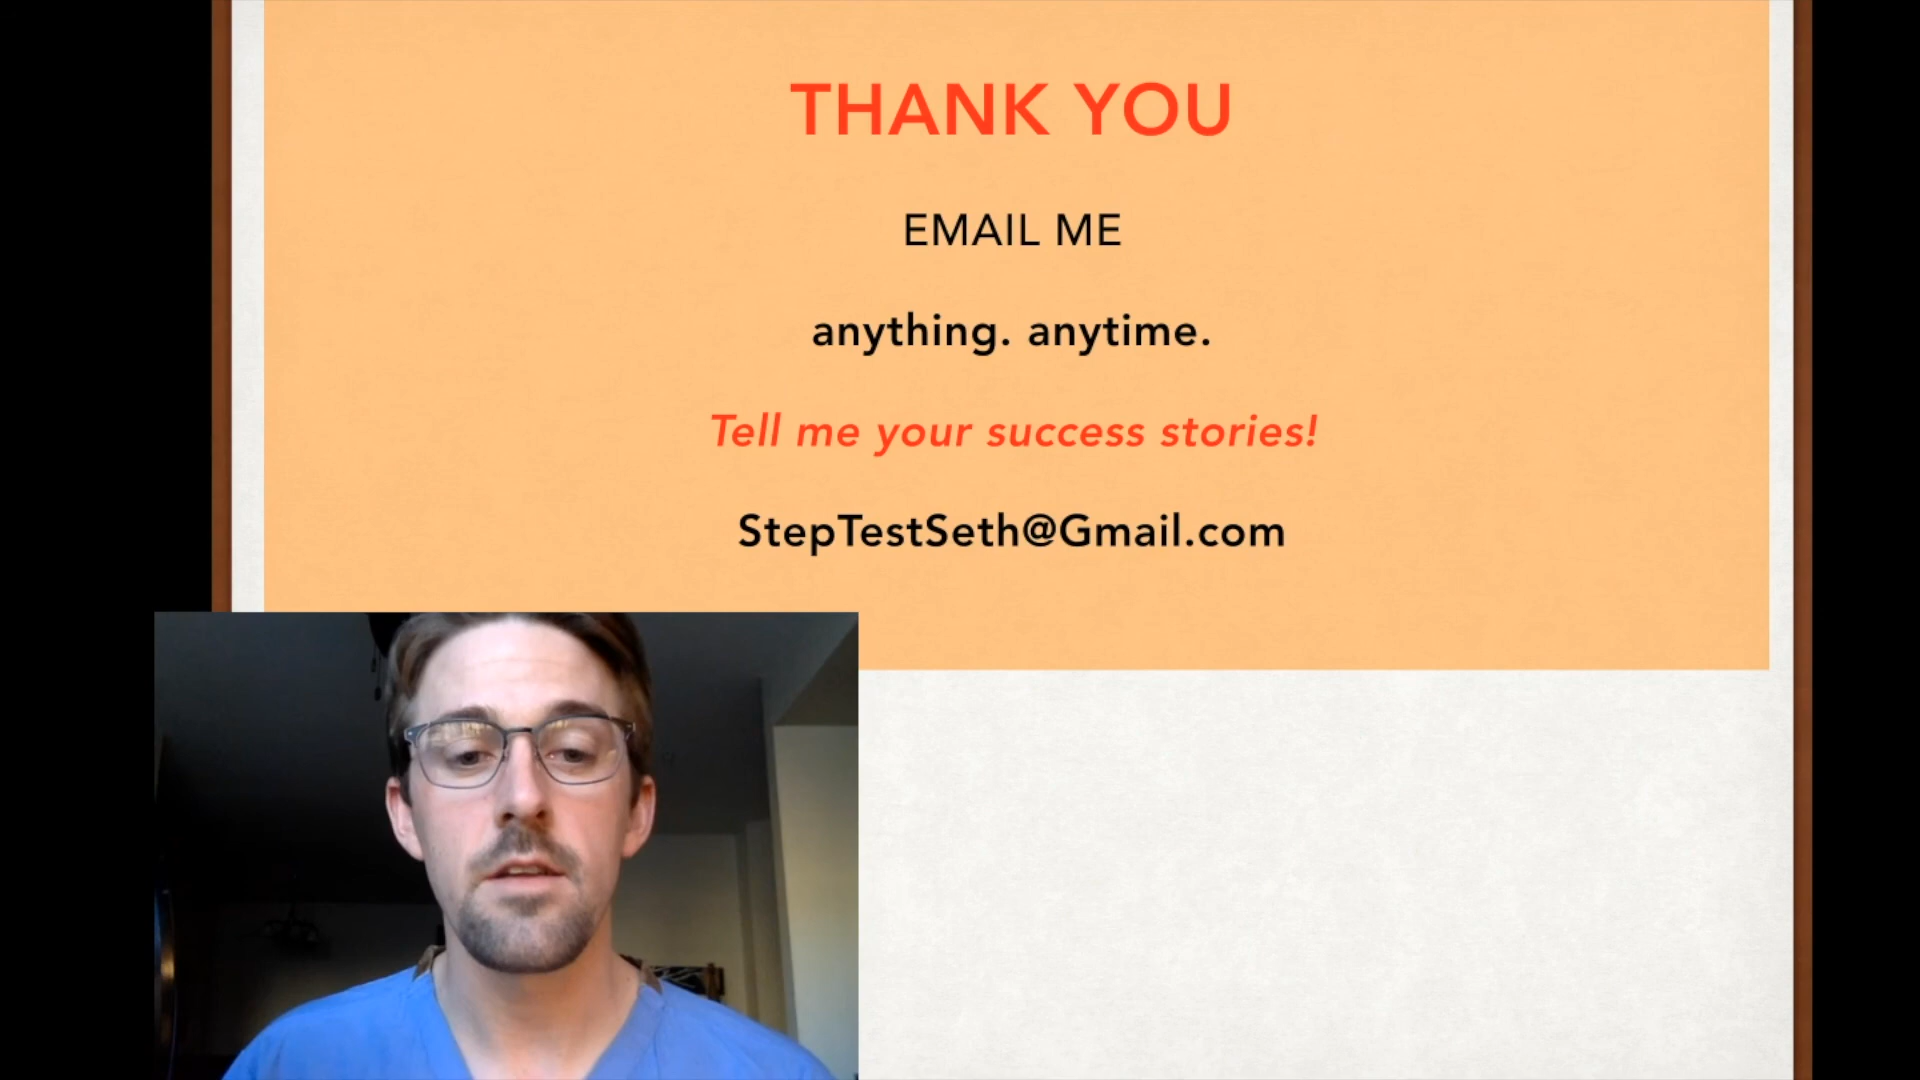 THANK YOU
EMAIL ME
anything. anytime.
Tell me your success stories!
StepTestSeth@Gmail.com